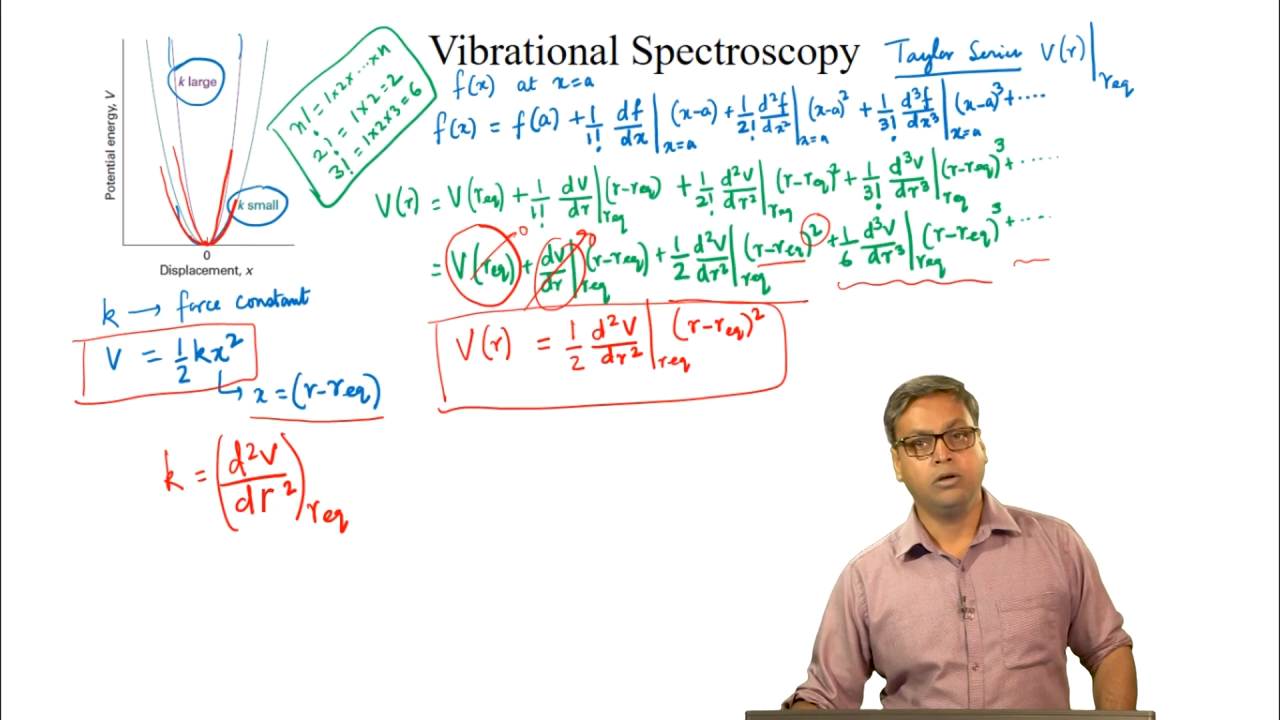 Vibrational Spectroscopy
Taylor Series V(r)|req
k large
k small
Potential energy, V
0
Displacement, x
n! = 1×2×...×n
2! = 1×2 = 2
3! = 1×2×3 = 6
f(x) at x=a
f(x) = f(a) + 1/1! df/dx|x=a (x-a) + 1/2! d²f/dx²|x=a (x-a)² + 1/3! d³f/dx³|x=a (x-a)³ + ....
V(r) = V(req) + 1/1! dV/dr|req (r-req) + 1/2! d²V/dr²|req (r-req)² + 1/3! d³V/dr³|req (r-req)³ + .....
= V(req) + dV/dr|req (r-req) + 1/2 d²V/dr²|req (r-req)² + 1/6 d³V/dr³|req (r-req)³ + ....
0
0
V(r) = 1/2 d²V/dr²|req (r-req)²
k → force constant
V = 1/2 kx²
↳ x = (r-req)
k = (d²V/dr²)req